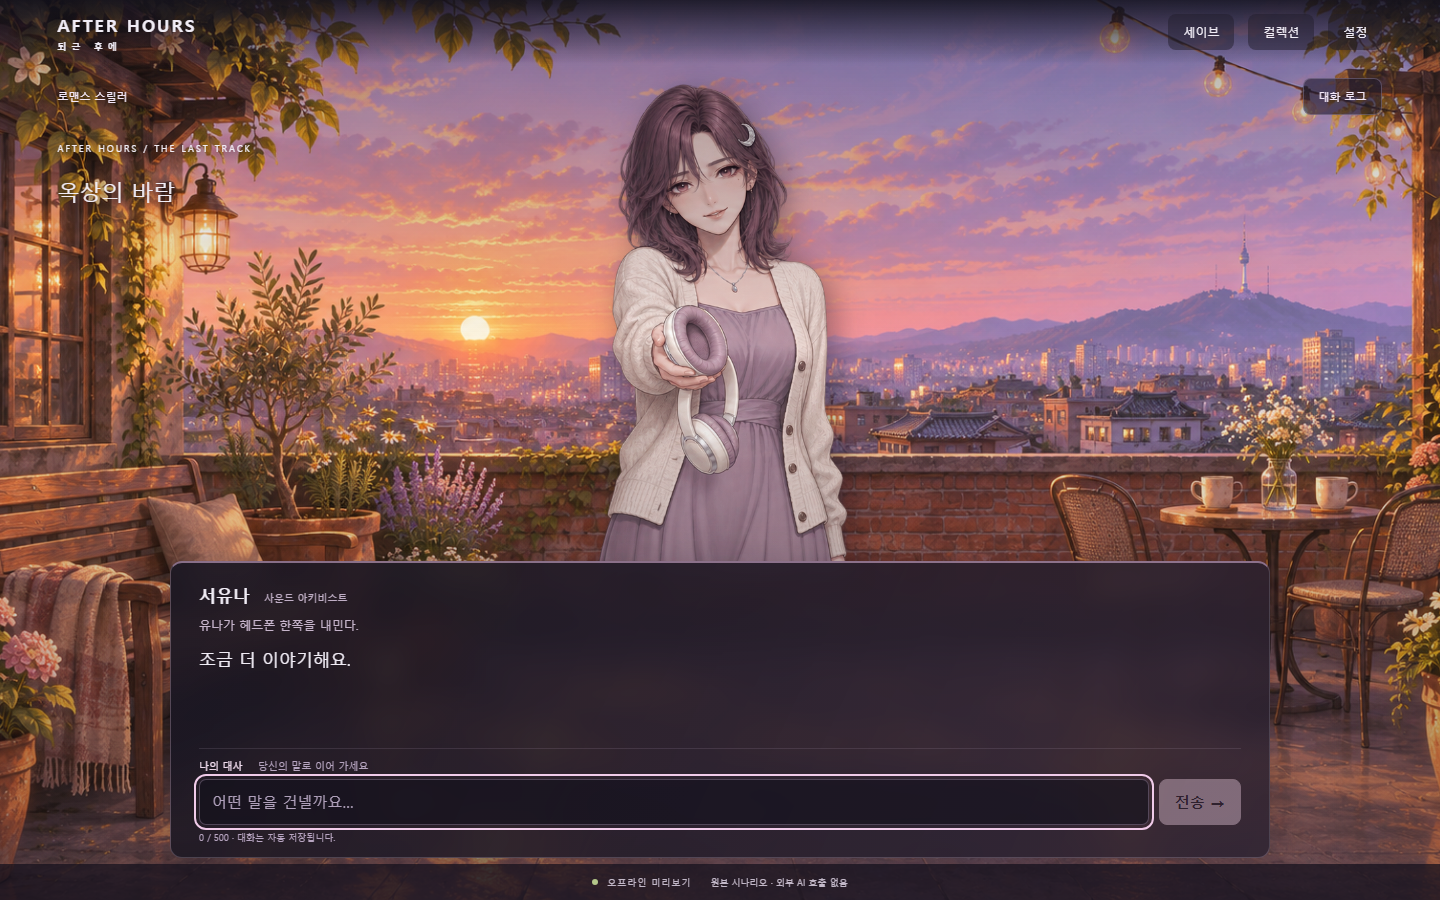 AFTER HOURS
퇴근 후에
세이브
컬렉션
설정
로맨스 스릴러
대화 로그
AFTER HOURS / THE LAST TRACK
옥상의 바람
서유나 사운드 아키비스트
유나가 헤드폰 한쪽을 내민다.
조금 더 이야기해요.
나의 대사 당신의 말로 이어 가세요
어떤 말을 건넬까요...
전송 →
0 / 500 · 대화는 자동 저장됩니다.
오프라인 미리보기 원본 시나리오 · 외부 AI 호출 없음